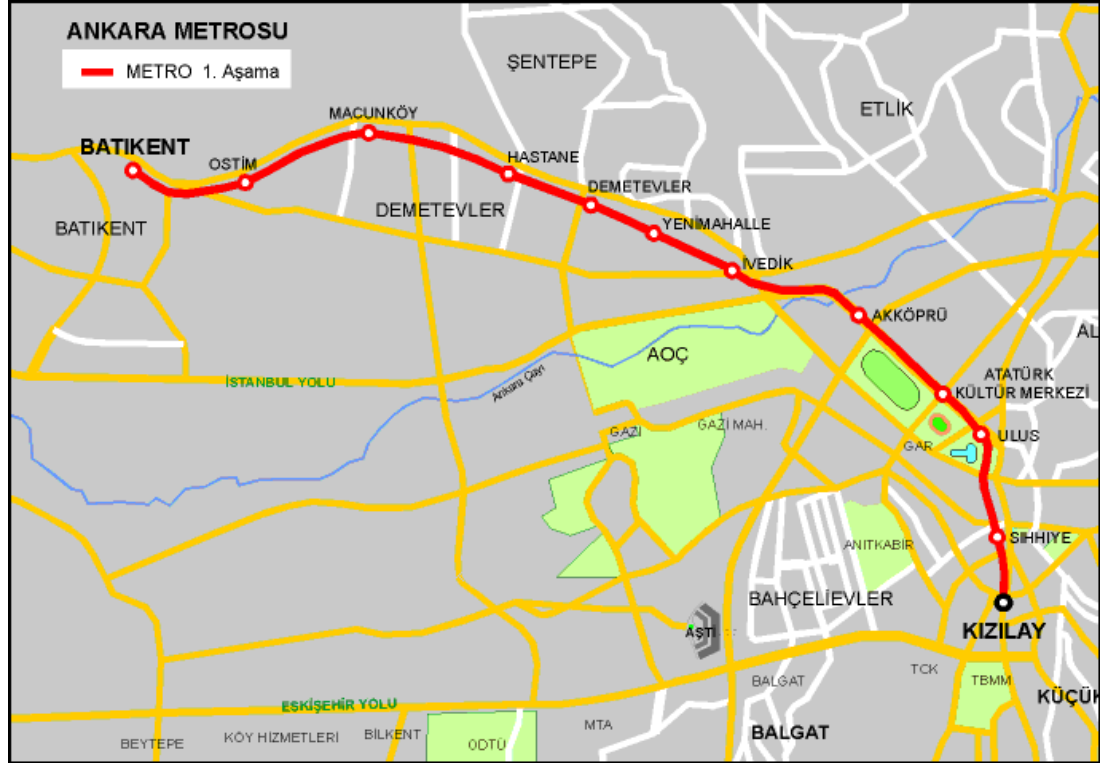 ANKARA METROSU
METRO 1. Aşama
ŞENTEPE
ETLİK
MACUNKÖY
BATIKENT
OSTİM
HASTANE
DEMETEVLER
DEMETEVLER
BATIKENT
YENİMAHALLE
İVEDİK
AKKÖPRÜ
AL
AOÇ
İSTANBUL YOLU
Ankara Çayı
ATATÜRK
KÜLTÜR MERKEZİ
GAZİ
GAZİ MAH.
GAR
ULUS
ANITKABİR
SIHHIYE
BAHÇELİEVLER
KIZILAY
AŞTİ
TCK
TBMM
BALGAT
KÜÇÜK
ESKİŞEHİR YOLU
MTA
BALGAT
BEYTEPE
KÖY HİZMETLERİ
BİLKENT
ODTÜ